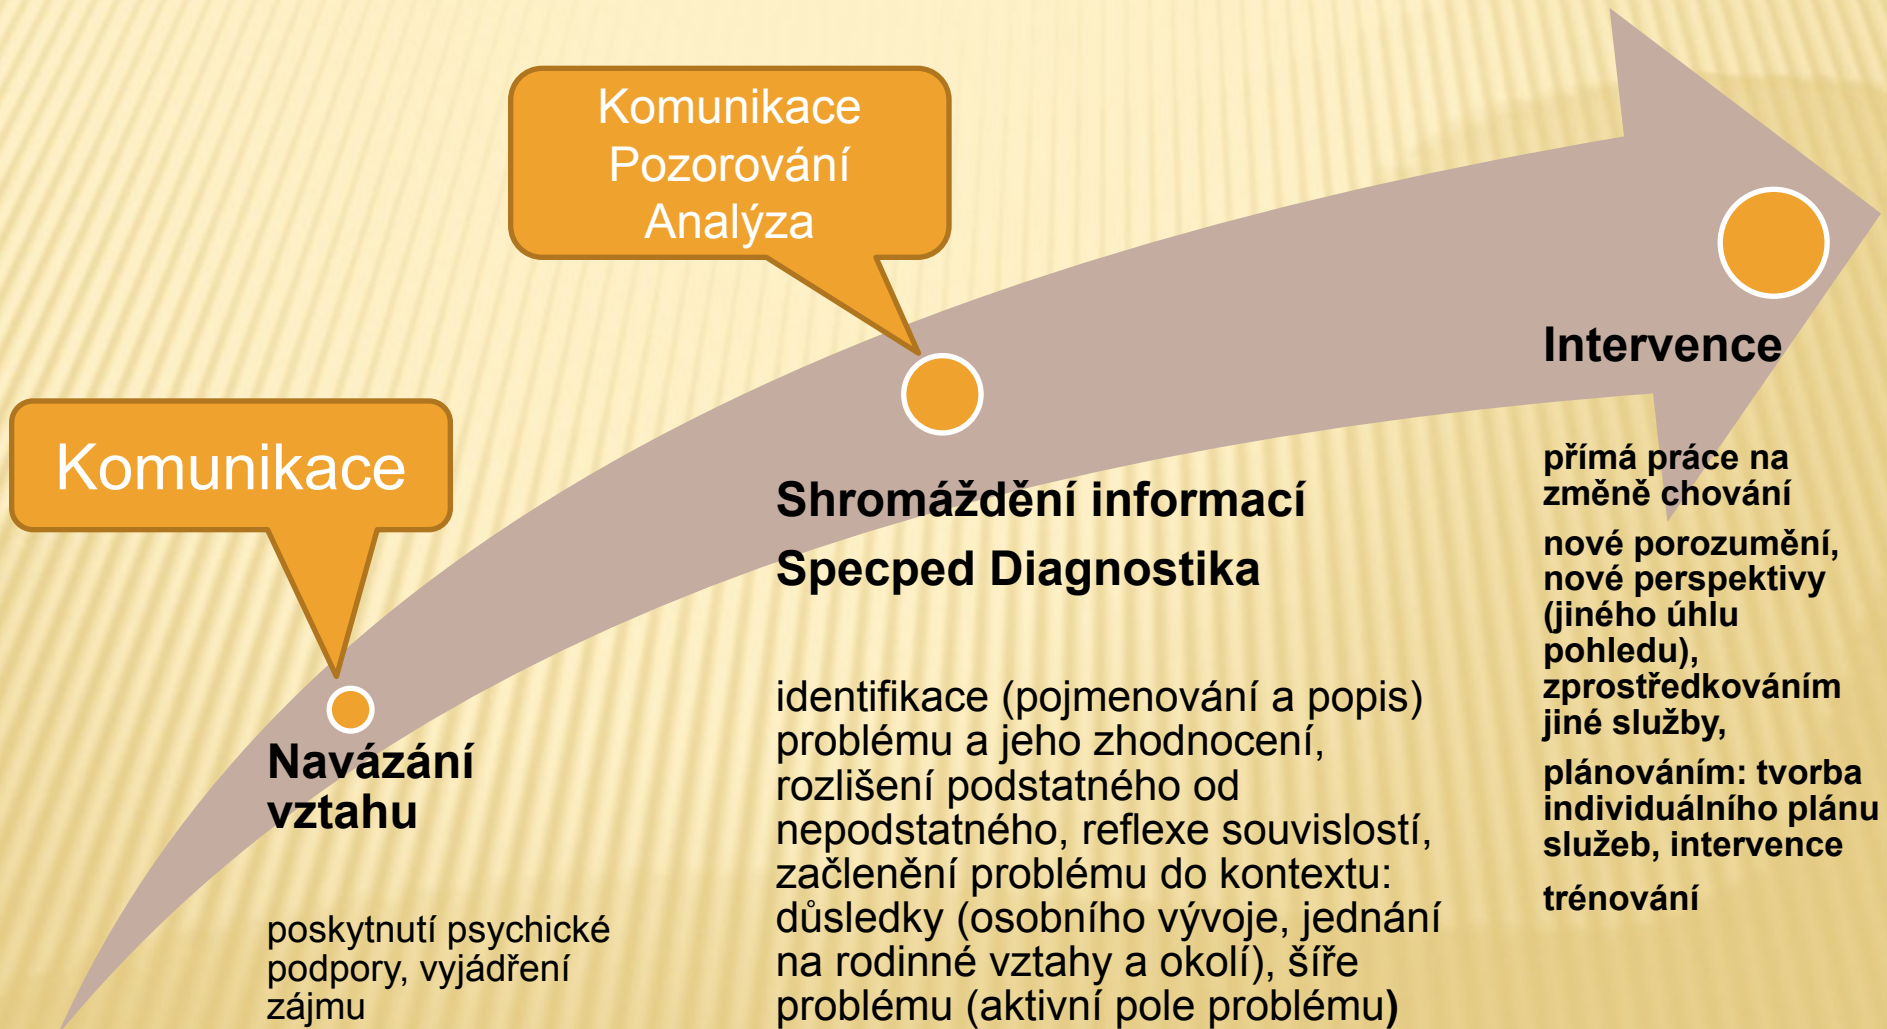 Komunikace
Pozorování
Analýza
Komunikace
Navázání
vztahu
poskytnutí psychické
podpory, vyjádření
zájmu
Shromáždění informací
Specped Diagnostika
identifikace (pojmenování a popis)
problému a jeho zhodnocení,
rozlišení podstatného od
nepodstatného, reflexe souvislostí,
začlenění problému do kontextu:
důsledky (osobního vývoje, jednání
na rodinné vztahy a okolí), šíře
problému (aktivní pole problému)
Intervence
přímá práce na
změně chování
nové porozumění,
nové perspektivy
(jiného úhlu
pohledu),
zprostředkováním
jiné služby,
plánováním: tvorba
individuálního plánu
služeb, intervence
trénování